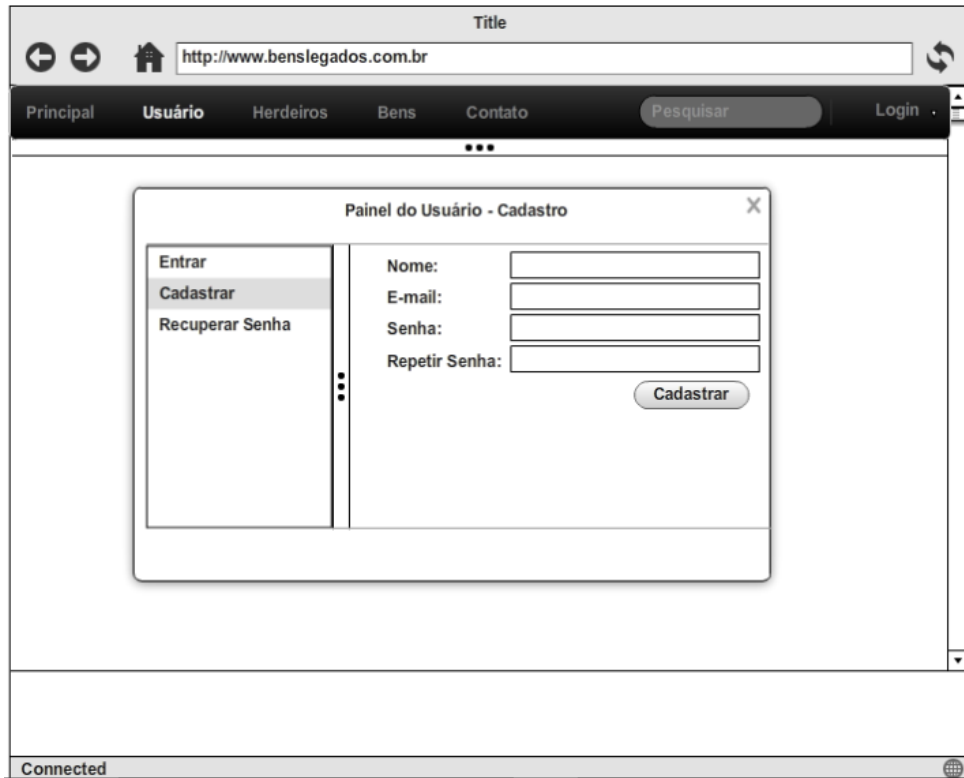 Title
http://www.benslegados.com.br
Principal Usuário Herdeiros Bens Contato Pesquisar Login
Painel do Usuário - Cadastro X
Entrar
Cadastrar
Recuperar Senha
Nome:
E-mail:
Senha:
Repetir Senha:
Cadastrar
Connected